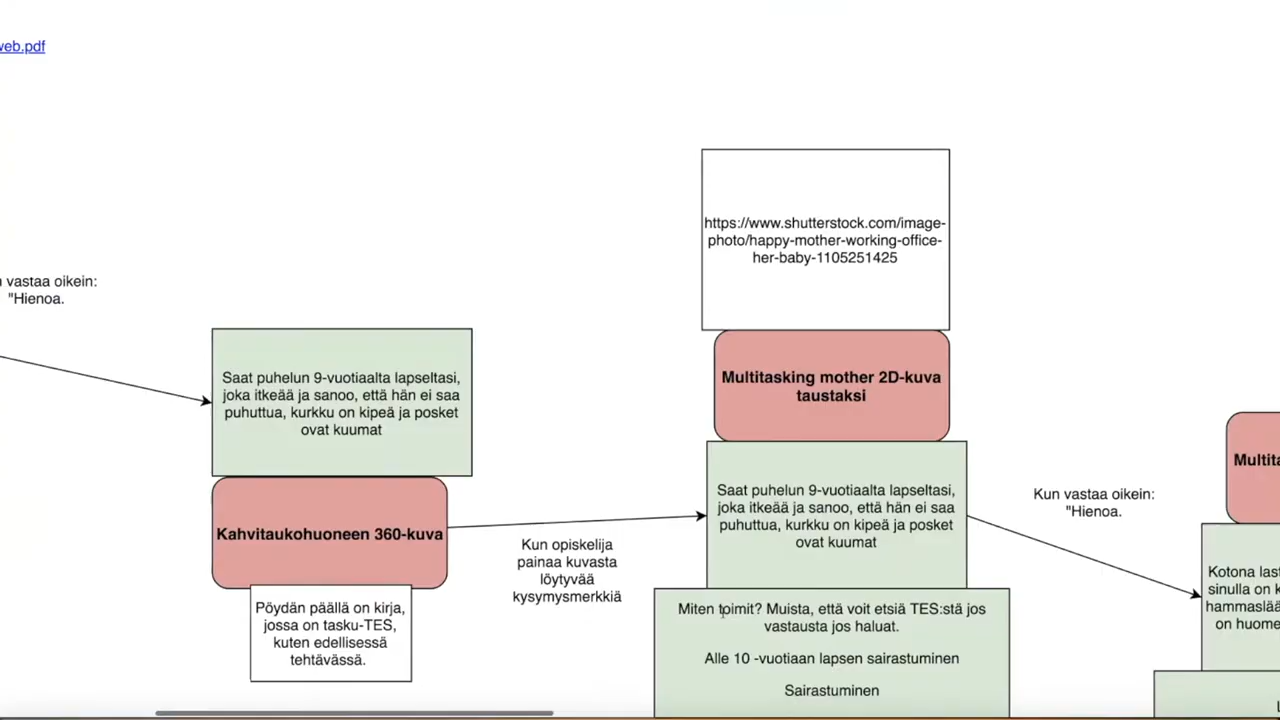 web.pdf
https://www.shutterstock.com/image-
photo/happy-mother-working-office-
her-baby-1105251425
vastaa oikein:
"Hienoa.
Saat puhelun 9-vuotiaalta lapseltasi,
joka itkeää ja sanoo, että hän ei saa
puhuttua, kurkku on kipeä ja posket
ovat kuumat
Kahvitaukohuoneen 360-kuva
Pöydän päällä on kirja,
jossa on tasku-TES,
kuten edellisessä
tehtävässä.
Kun opiskelija
painaa kuvasta
löytyvää
kysymysmerkkiä
Multitasking mother 2D-kuva
taustaksi
Saat puhelun 9-vuotiaalta lapseltasi,
joka itkeää ja sanoo, että hän ei saa
puhuttua, kurkku on kipeä ja posket
ovat kuumat
Miten toimit? Muista, että voit etsiä TES:stä jos
vastausta jos haluat.
Alle 10 -vuotiaan lapsen sairastuminen
Sairastuminen
Kun vastaa oikein:
"Hienoa.
Multita
Kotona last
sinulla on k
hammaslää
on huome